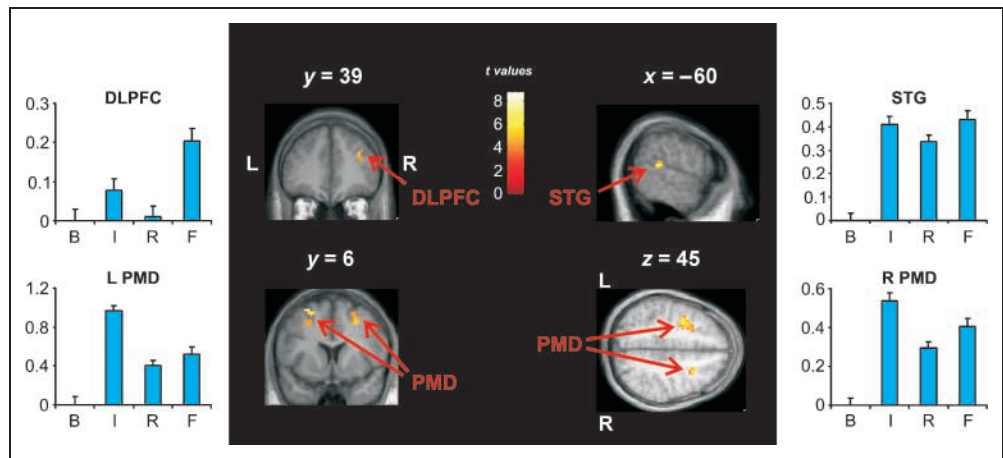 DLPFC
0.3
0.2
0.1
0
B I R F
L PMD
1.2
0.8
0.4
0
B I R F
y = 39
L R
DLPFC
t values
8
6
4
2
0
x = –60
STG
y = 6
PMD
z = 45
L
PMD
R
STG
0.5
0.4
0.3
0.2
0.1
0
B I R F
R PMD
0.6
0.4
0.2
0
B I R F